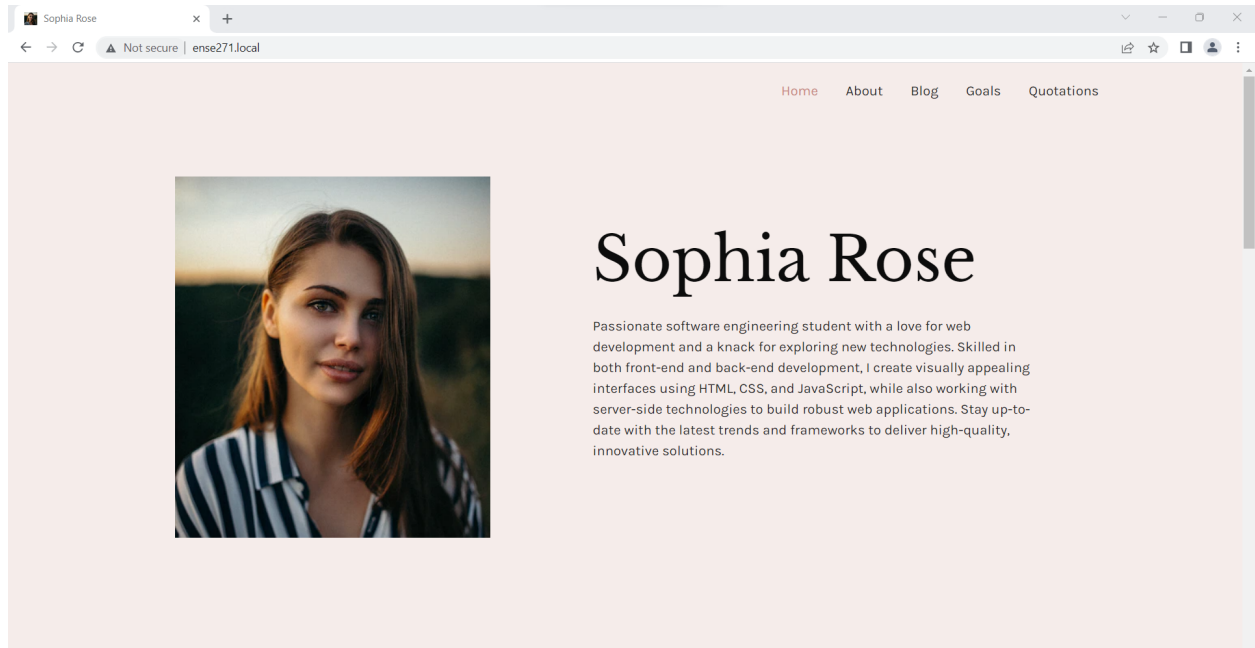 Sophia Rose
Not secure | ense271.local
Home About Blog Goals Quotations
Sophia Rose
Passionate software engineering student with a love for web
development and a knack for exploring new technologies. Skilled in
both front-end and back-end development, I create visually appealing
interfaces using HTML, CSS, and JavaScript, while also working with
server-side technologies to build robust web applications. Stay up-to-
date with the latest trends and frameworks to deliver high-quality,
innovative solutions.